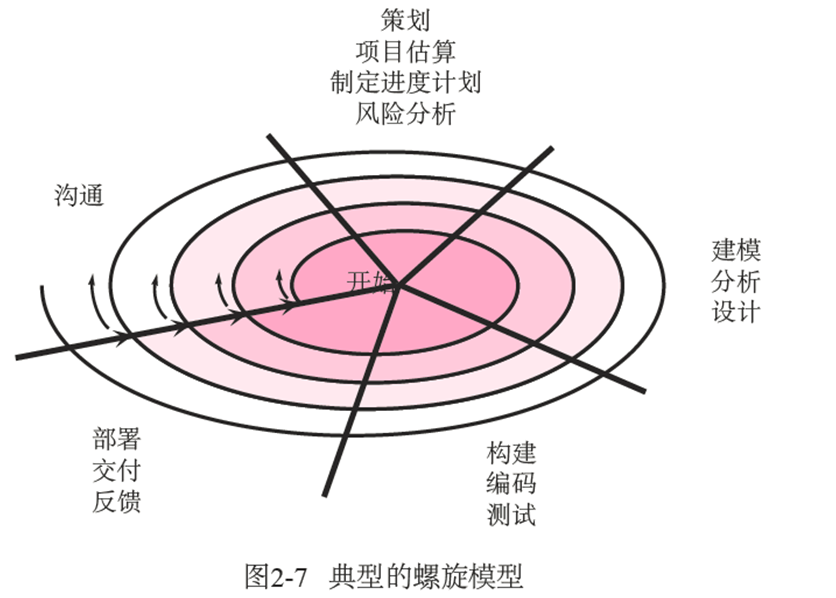 策划
项目估算
制定进度计划
风险分析
沟通
开始
建模
分析
设计
部署
交付
反馈
构建
编码
测试
图2-7 典型的螺旋模型